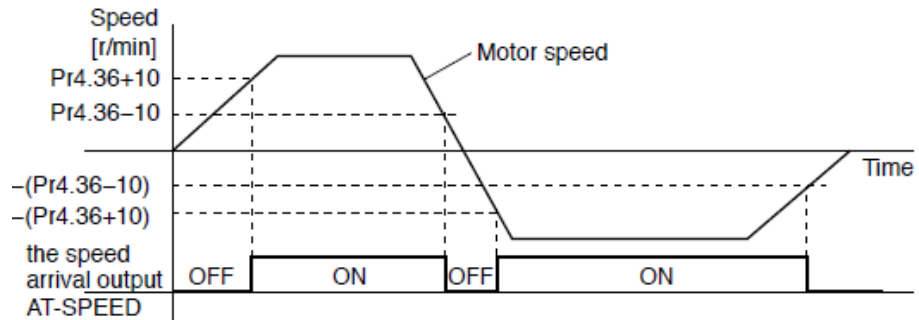 Speed
[r/min]
Motor speed
Pr4.36+10
Pr4.36−10
Time
−(Pr4.36−10)
−(Pr4.36+10)
the speed
arrival output OFF ON OFF ON
AT-SPEED